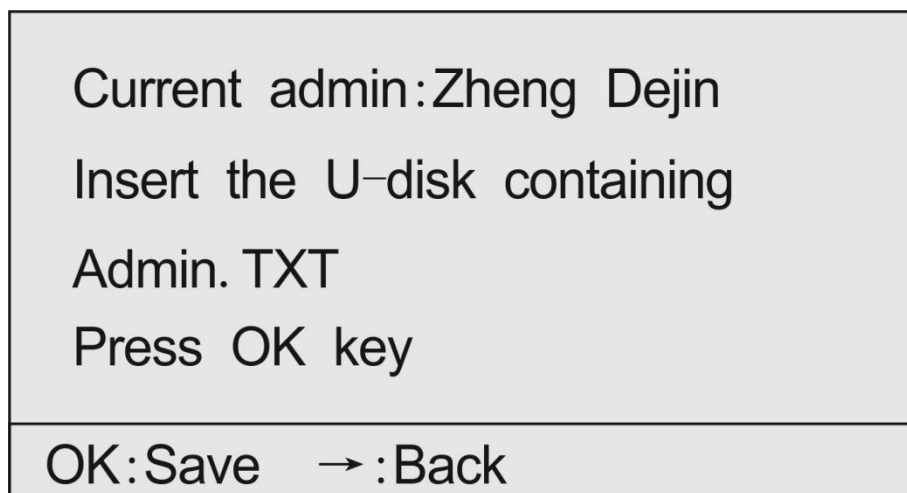 Current admin:Zheng Dejin
Insert the U-disk containing
Admin. TXT
Press OK key
OK:Save →:Back